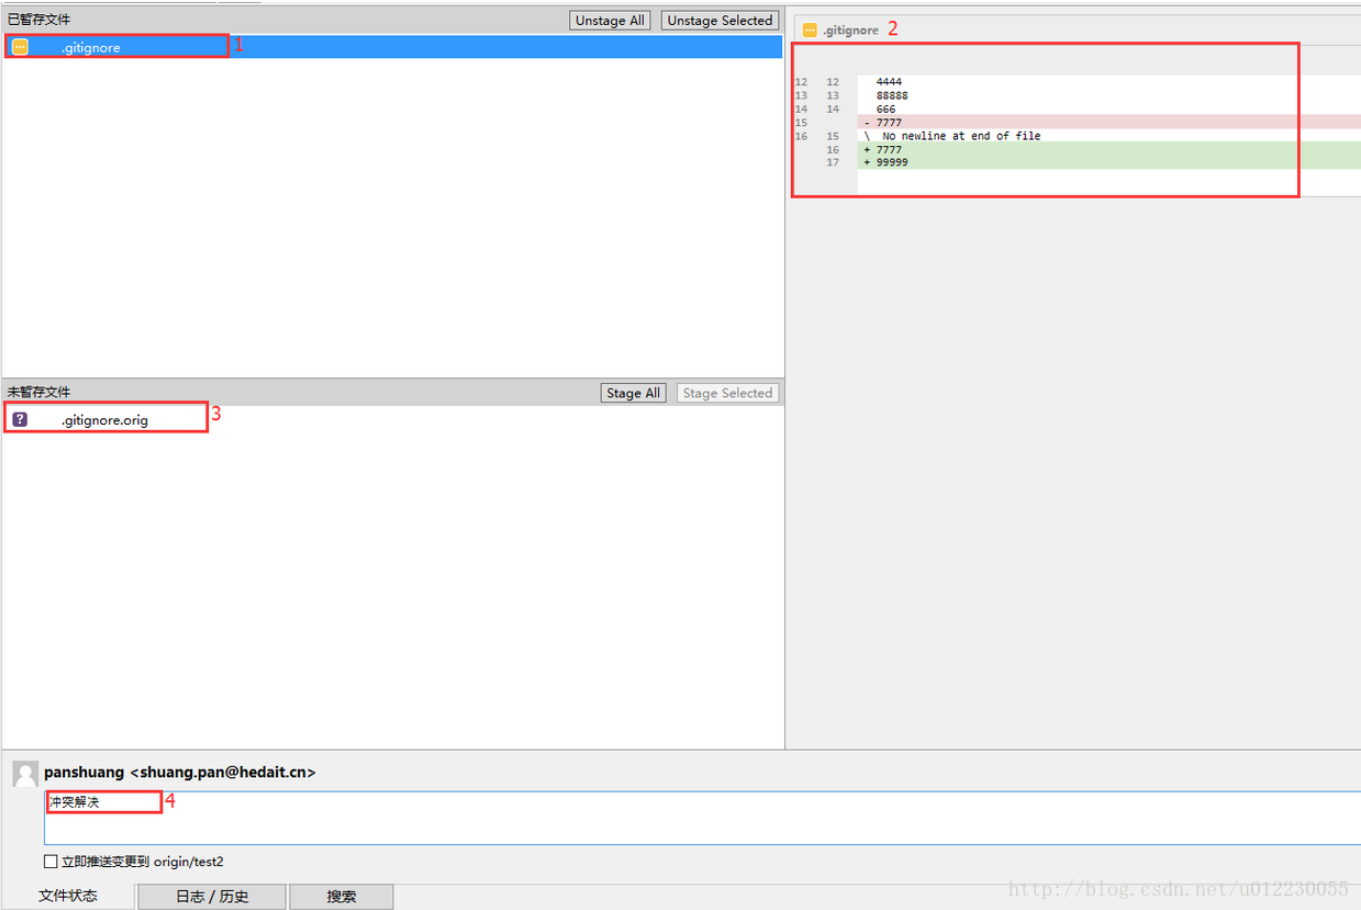 已暂存文件 Unstage All Unstage Selected
.gitignore 1
.gitignore 2
12 12 4444
13 13 88888
14 14 666
15 - 7777
16 15 \ No newline at end of file
16 + 7777
17 + 99999
未暂存文件 Stage All Stage Selected
? .gitignore.orig 3
panshuang <shuang.pan@hedait.cn>
冲突解决 4
立即推送变更到 origin/test2
文件状态 日志 / 历史 搜索
http://blog.csdn.net/u012230055